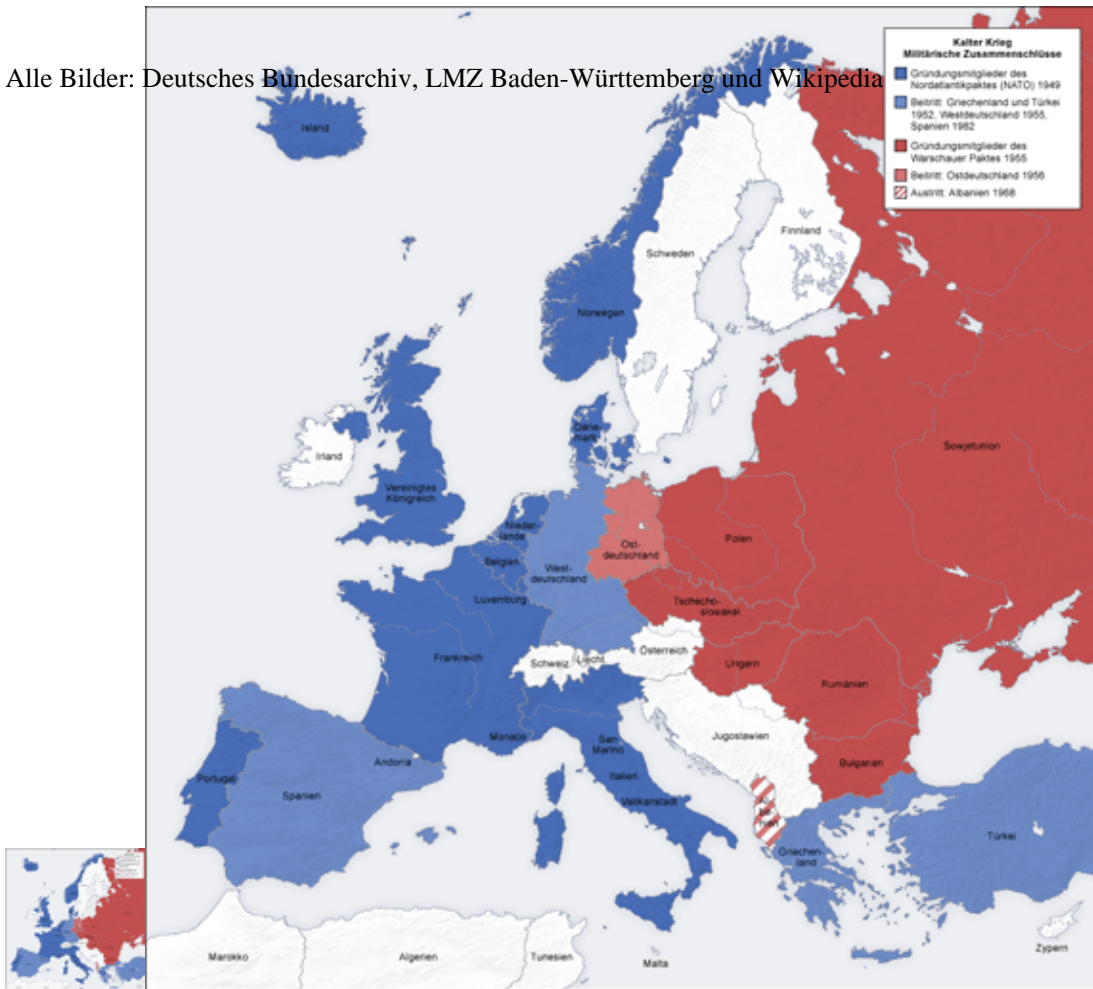 Kalter Krieg
Militärische Zusammenschlüsse
Alle Bilder: Deutsches Bundesarchiv, LMZ Baden-Württemberg und Wikipedia
Gründungsmitglieder des
Nordatlantikpaktes (NATO) 1949
Beitritt: Griechenland und Türkei
1952, Westdeutschland 1955,
Spanien 1982
Gründungsmitglieder des
Warschauer Paktes 1955
Beitritt: Ostdeutschland 1956
Austritt: Albanien 1968
Island
Finnland
Schweden
Norwegen
Däne-
mark
Sowjetunion
Irland
Vereinigtes
Königreich
Nieder-
lande
Belgien
Luxemburg
West-
deutschland
Ost-
deutschland
Polen
Tschecho-
slowakei
Frankreich
Schweiz
Liecht
Österreich
Ungarn
Rumänien
Monaco
San
Marino
Jugoslawien
Andorra
Bulgarien
Portugal
Spanien
Italien
Vatikanstadt
Al-
ba-
nien
Griechen-
land
Türkei
Marokko
Algerien
Tunesien
Malta
Zypern